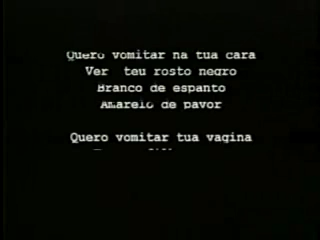 Quero vomitar na tua cara
Ver teu rosto negro
Branco de espanto
Amarelo de pavor
Quero vomitar tua vagina